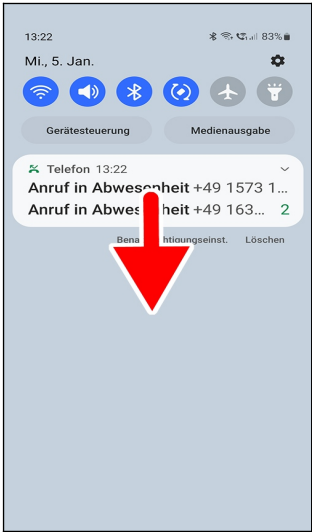 13:22 83%
Mi., 5. Jan.
Gerätesteuerung Medienausgabe
Telefon 13:22
Anruf in Abwesenheit +49 1573 1...
Anruf in Abwesenheit +49 163... 2
Löschen